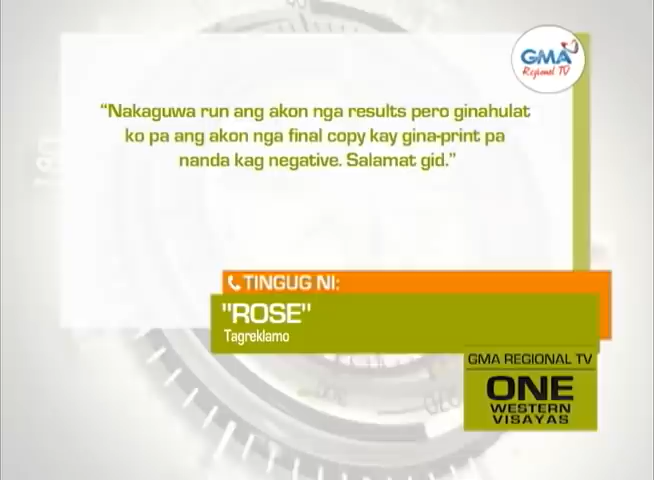 GMA
Regional TV
“Nakaguwa run ang akon nga results pero ginahulat
ko pa ang akon nga final copy kay gina-print pa
nanda kag negative. Salamat gid.”
TINGUG NI:
"ROSE"
Tagreklamo
GMA REGIONAL TV
ONE
WESTERN
VISAYAS